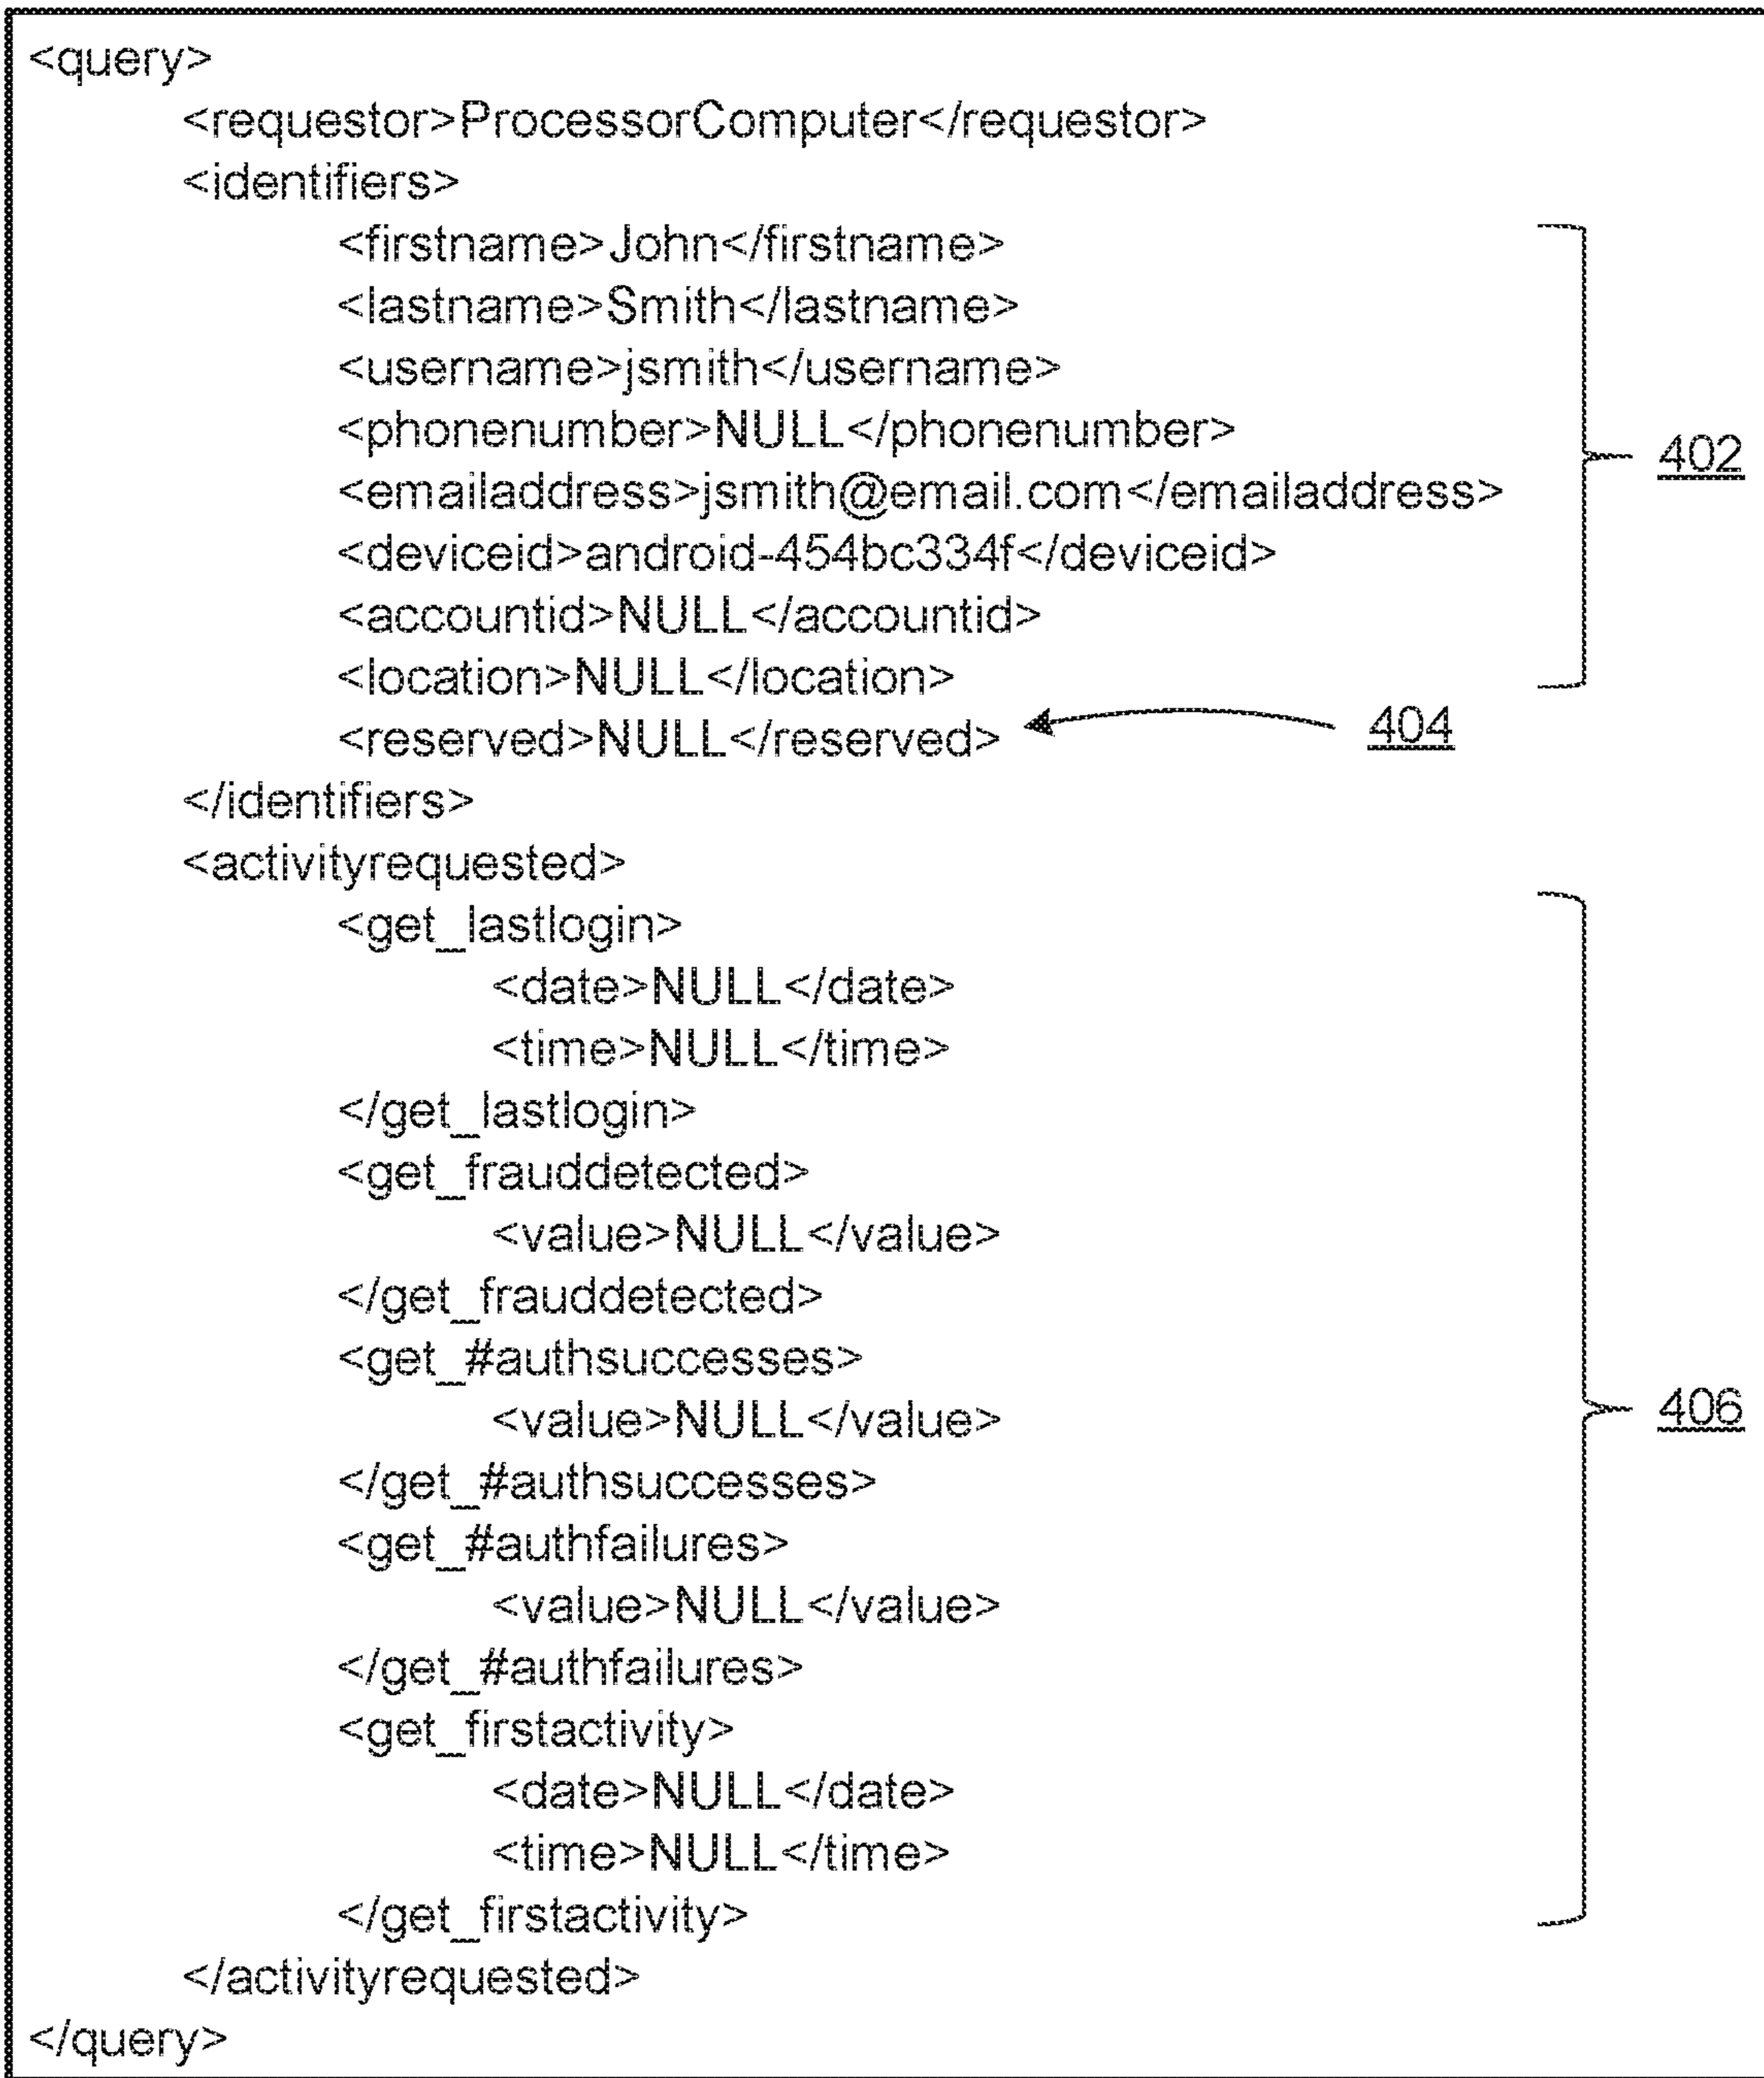 <query>
<requestor>ProcessorComputer</requestor>
<identifiers>
<firstname>John</firstname>
<lastname>Smith</lastname>
<username>jsmith</username>
<phonenumber>NULL</phonenumber>
402
<emailaddress>jsmith@email.com</emailaddress>
<deviceid>android-454bc334f</deviceid>
<accountid>NULL</accountid>
<location>NULL</location>
<reserved>NULL</reserved> 404
</identifiers>
<activityrequested>
<get_lastlogin>
<date>NULL</date>
<time>NULL</time>
</get_lastlogin>
<get_frauddetected>
<value>NULL</value>
</get_frauddetected>
<get_#authsuccesses>
<value>NULL</value> 406
</get_#authsuccesses>
<get_#authfailures>
<value>NULL</value>
</get_#authfailures>
<get_firstactivity>
<date>NULL</date>
<time>NULL</time>
</get_firstactivity>
</activityrequested>
</query>